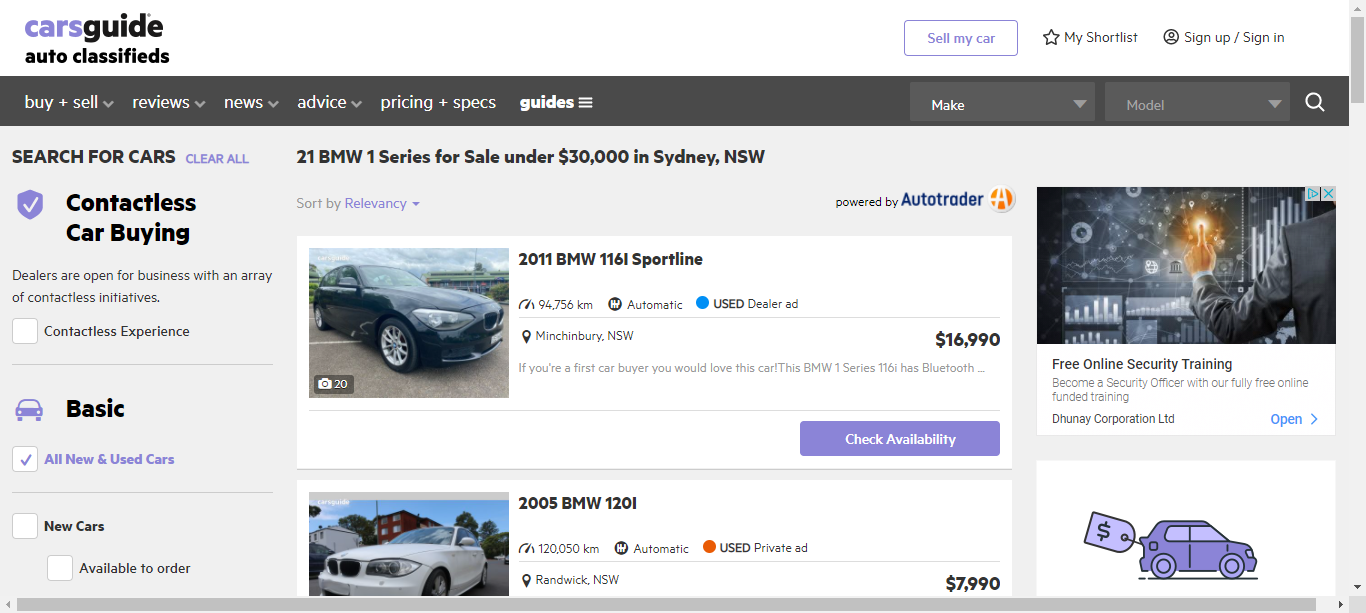 carsguide
auto classifieds
Sell my car
My Shortlist
Sign up / Sign in
buy + sell
reviews
news
advice
pricing + specs
guides
Make
Model
SEARCH FOR CARS
CLEAR ALL
Contactless
Car Buying
Dealers are open for business with an array
of contactless initiatives.
Contactless Experience
Basic
All New & Used Cars
New Cars
Available to order
21 BMW 1 Series for Sale under $30,000 in Sydney, NSW
Sort by Relevancy
powered by Autotrader
carsguide
20
2011 BMW 116I Sportline
94,756 km
Automatic
USED Dealer ad
Minchinbury, NSW
$16,990
If you're a first car buyer you would love this car!This BMW 1 Series 116i has Bluetooth ...
Check Availability
carsguide
2005 BMW 120I
120,050 km
Automatic
USED Private ad
Randwick, NSW
$7,990
Free Online Security Training
Become a Security Officer with our fully free online
funded training
Dhunay Corporation Ltd
Open
$